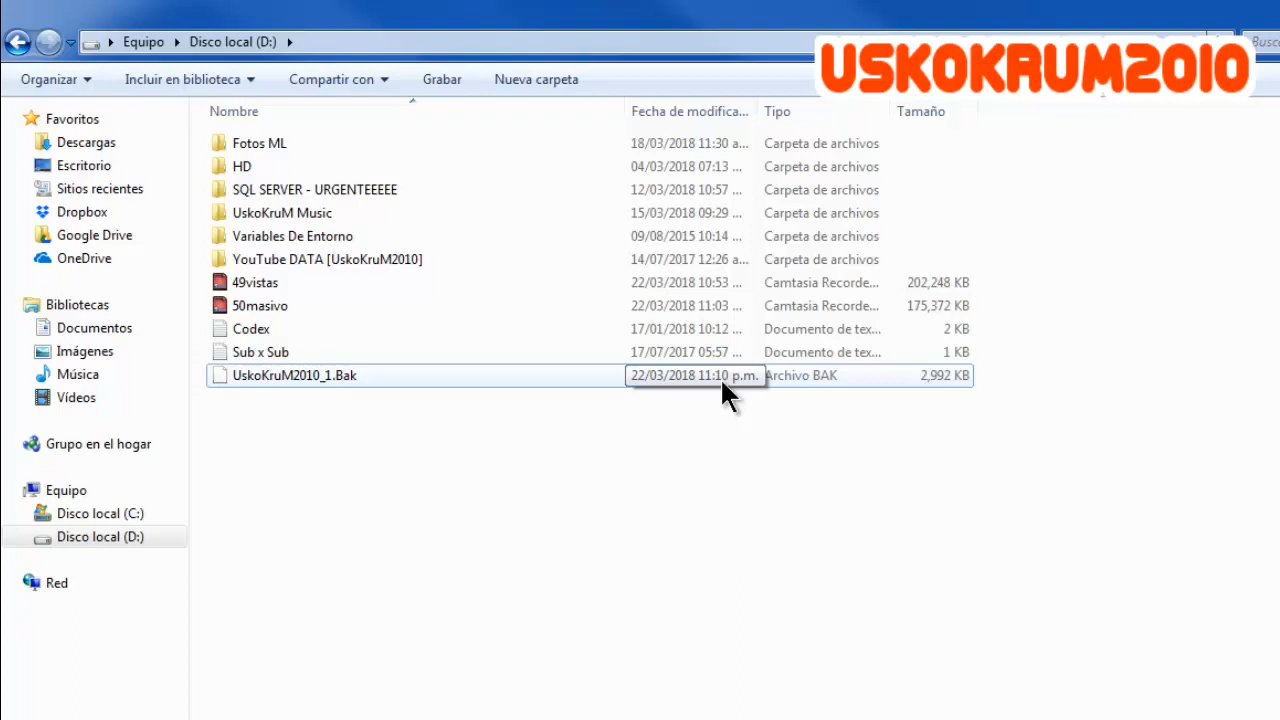 Equipo Disco local (D:)
USKOKRUM2010
Organizar Incluir en biblioteca Compartir con Grabar Nueva carpeta
Nombre Fecha de modifica... Tipo Tamaño
Favoritos
Descargas
Escritorio
Sitios recientes
Dropbox
Google Drive
OneDrive
Bibliotecas
Documentos
Imágenes
Música
Vídeos
Grupo en el hogar
Equipo
Disco local (C:)
Disco local (D:)
Red
Fotos ML 18/03/2018 11:30 a... Carpeta de archivos
HD 04/03/2018 07:13 ... Carpeta de archivos
SQL SERVER - URGENTEEEEE 12/03/2018 10:57 ... Carpeta de archivos
UskoKruM Music 15/03/2018 09:29 ... Carpeta de archivos
Variables De Entorno 09/08/2015 10:14 ... Carpeta de archivos
YouTube DATA [UskoKruM2010] 14/07/2017 12:26 a... Carpeta de archivos
49vistas 22/03/2018 10:53 ... Camtasia Recorde... 202,248 KB
50masivo 22/03/2018 11:03 ... Camtasia Recorde... 175,372 KB
Codex 17/01/2018 10:12 ... Documento de tex... 2 KB
Sub x Sub 17/07/2017 05:57 ... Documento de tex... 1 KB
UskoKruM2010_1.Bak 22/03/2018 11:10 p.m. Archivo BAK 2,992 KB